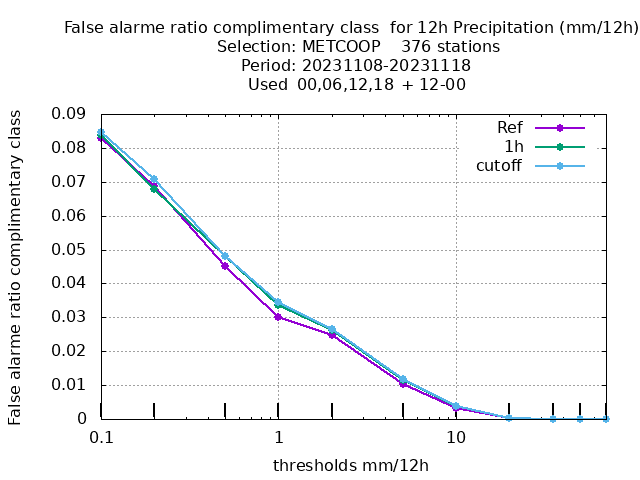 False alarme ratio complimentary class  for 12h Precipitation (mm/12h)
Selection: METCOOP    376 stations
Period: 20231108-20231118
Used  00,06,12,18  + 12-00
False alarme ratio complimentary class
0.09
0.08
0.07
0.06
0.05
0.04
0.03
0.02
0.01
0
Ref
1h
cutoff
0.1
1
10
thresholds mm/12h